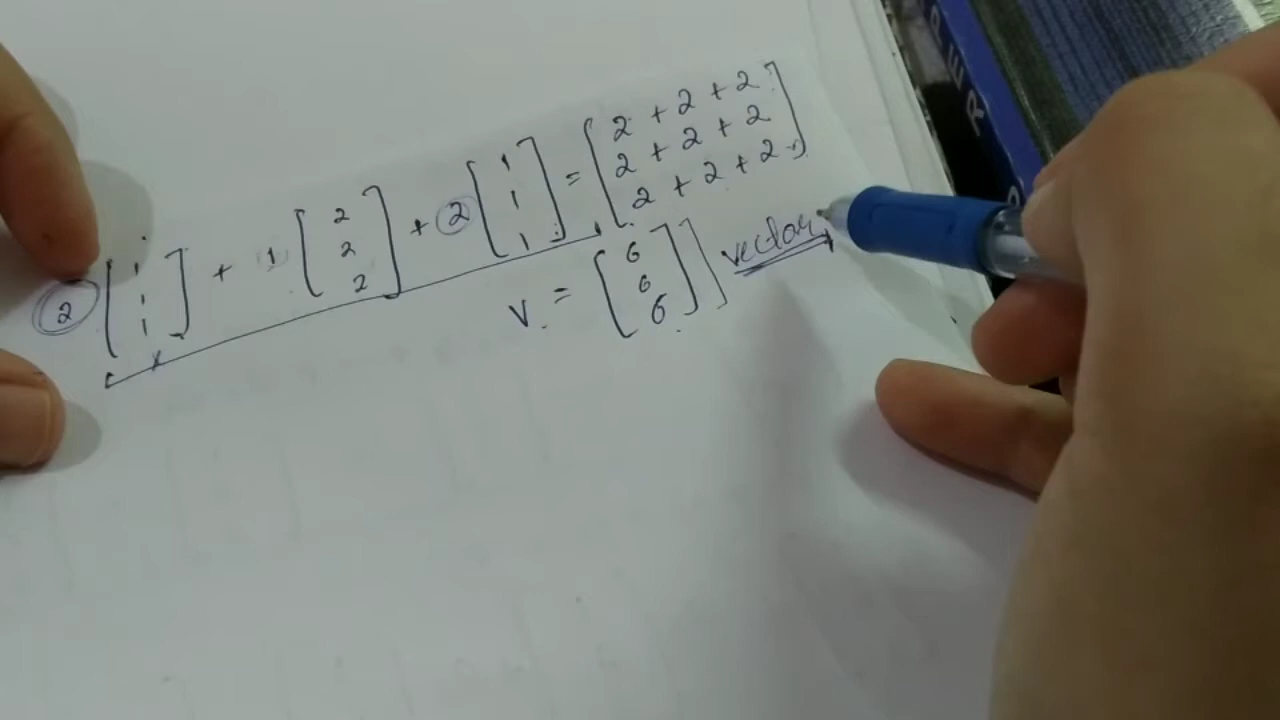 2 [1 1 1] + 1 [2 2 2] + 2 [1 1 1] = [2 + 2 + 2
2 + 2 + 2
2 + 2 + 2]
V = [6 6 6] vector
PER